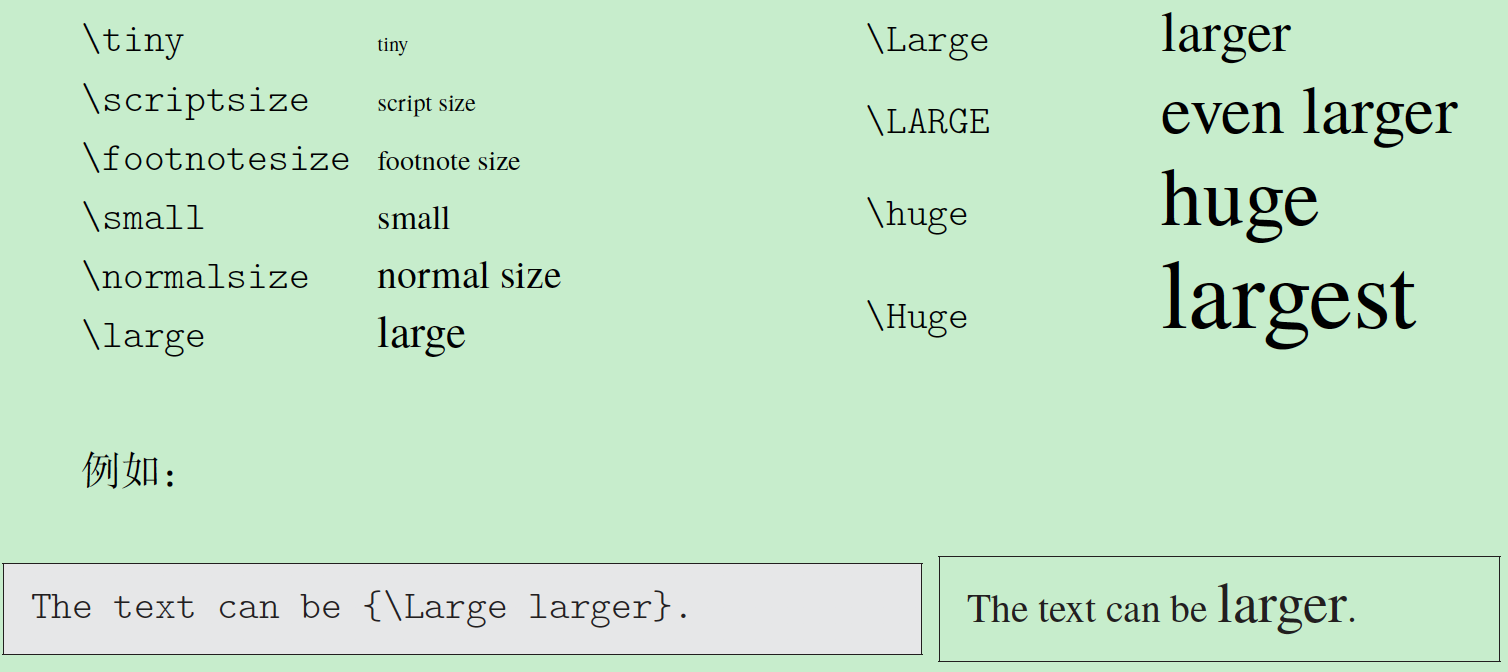 \tiny tiny
\scriptsize script size
\footnotesize footnote size
\small small
\normalsize normal size
\large large
\Large larger
\LARGE even larger
\huge huge
\Huge largest
例如：
The text can be {\Large larger}.
The text can be larger.